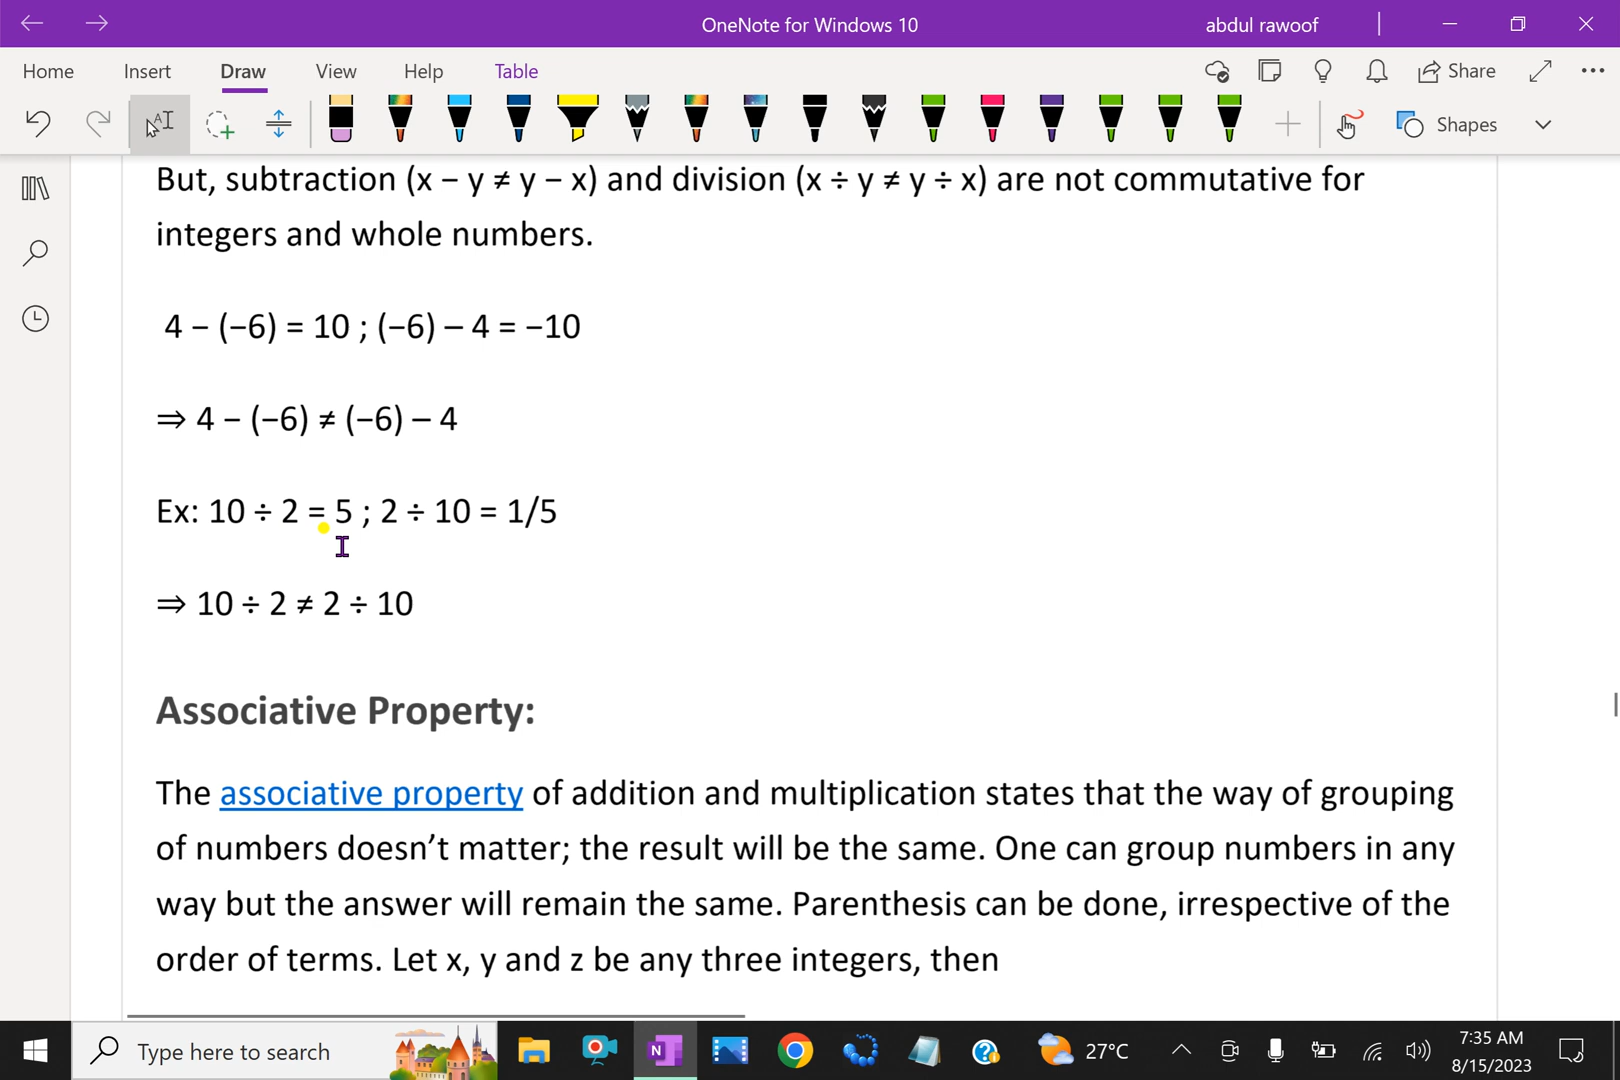 OneNote for Windows 10
abdul rawoof
Home Insert Draw View Help Table
Share
Shapes
But, subtraction (x − y ≠ y − x) and division (x ÷ y ≠ y ÷ x) are not commutative for
integers and whole numbers.
4 − (−6) = 10 ; (−6) – 4 = −10
⇒ 4 − (−6) ≠ (−6) – 4
Ex: 10 ÷ 2 = 5 ; 2 ÷ 10 = 1/5
⇒ 10 ÷ 2 ≠ 2 ÷ 10
Associative Property:
The associative property of addition and multiplication states that the way of grouping
of numbers doesn’t matter; the result will be the same. One can group numbers in any
way but the answer will remain the same. Parenthesis can be done, irrespective of the
order of terms. Let x, y and z be any three integers, then
Type here to search
27°C
7:35 AM
8/15/2023